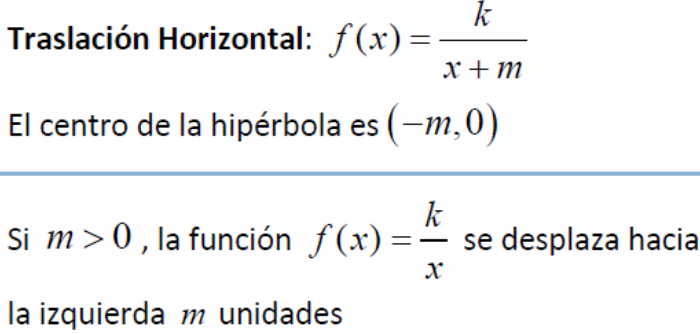 Traslación Horizontal: f(x) = k / (x + m)
El centro de la hipérbola es (−m, 0)
Si m > 0 , la función f(x) = k / x se desplaza hacia
la izquierda m unidades